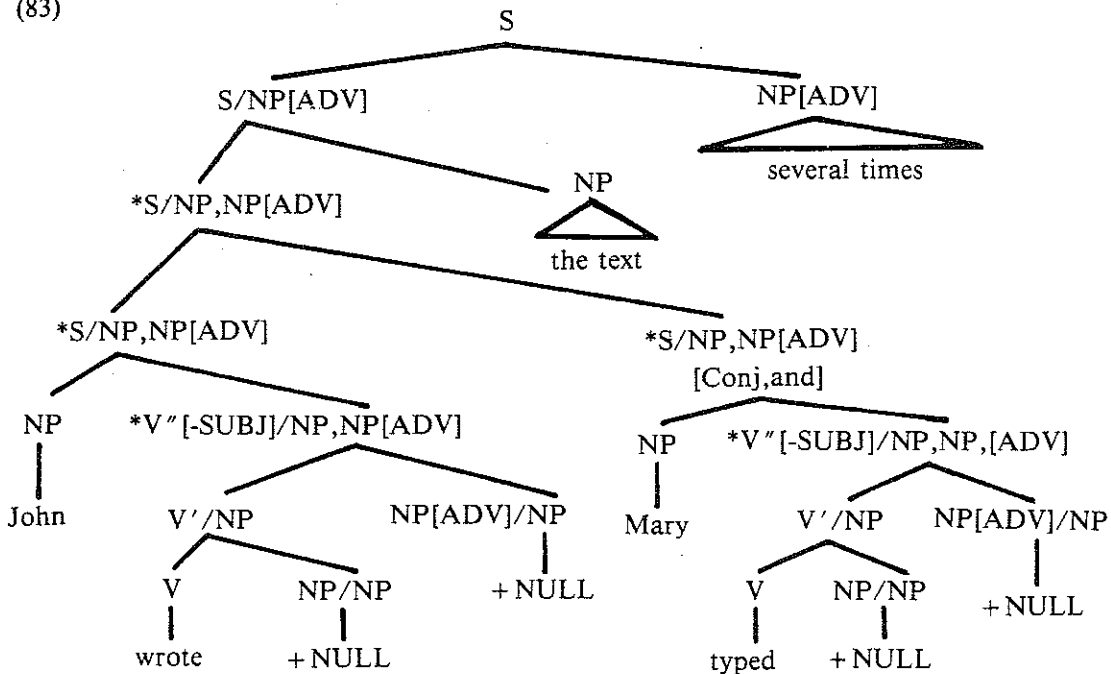 (83)
S
S/NP[ADV] NP[ADV]
several times
*S/NP,NP[ADV] NP
the text
*S/NP,NP[ADV] *S/NP,NP[ADV]
[Conj,and]
NP *V″[-SUBJ]/NP,NP[ADV] NP *V″[-SUBJ]/NP,NP,[ADV]
John V′/NP NP[ADV]/NP Mary V′/NP NP[ADV]/NP
V NP/NP +NULL V NP/NP +NULL
wrote +NULL typed +NULL